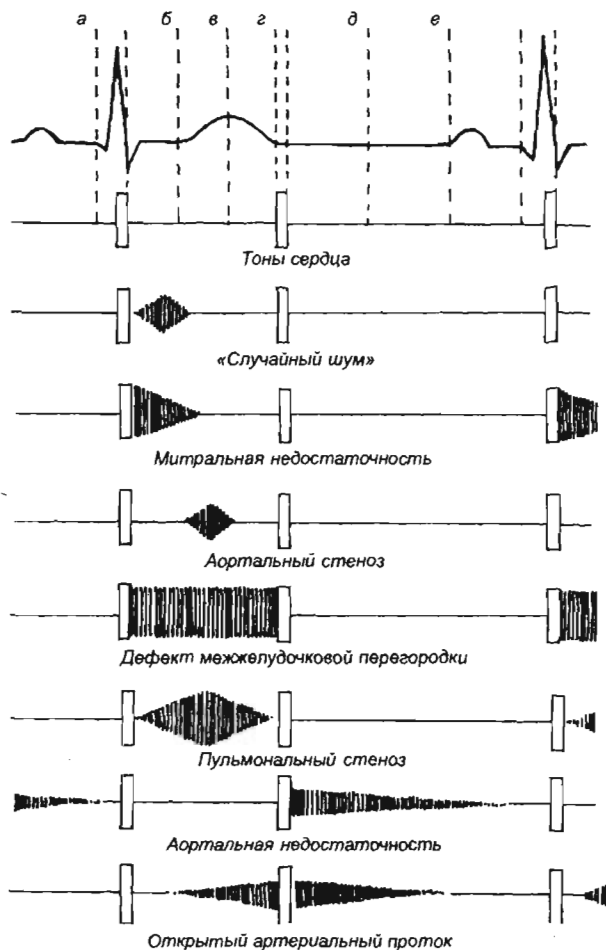 а б в г д е
Тоны сердца
«Случайный шум»
Митральная недостаточность
Аортальный стеноз
Дефект межжелудочковой перегородки
Пульмональный стеноз
Аортальная недостаточность
Открытый артериальный проток